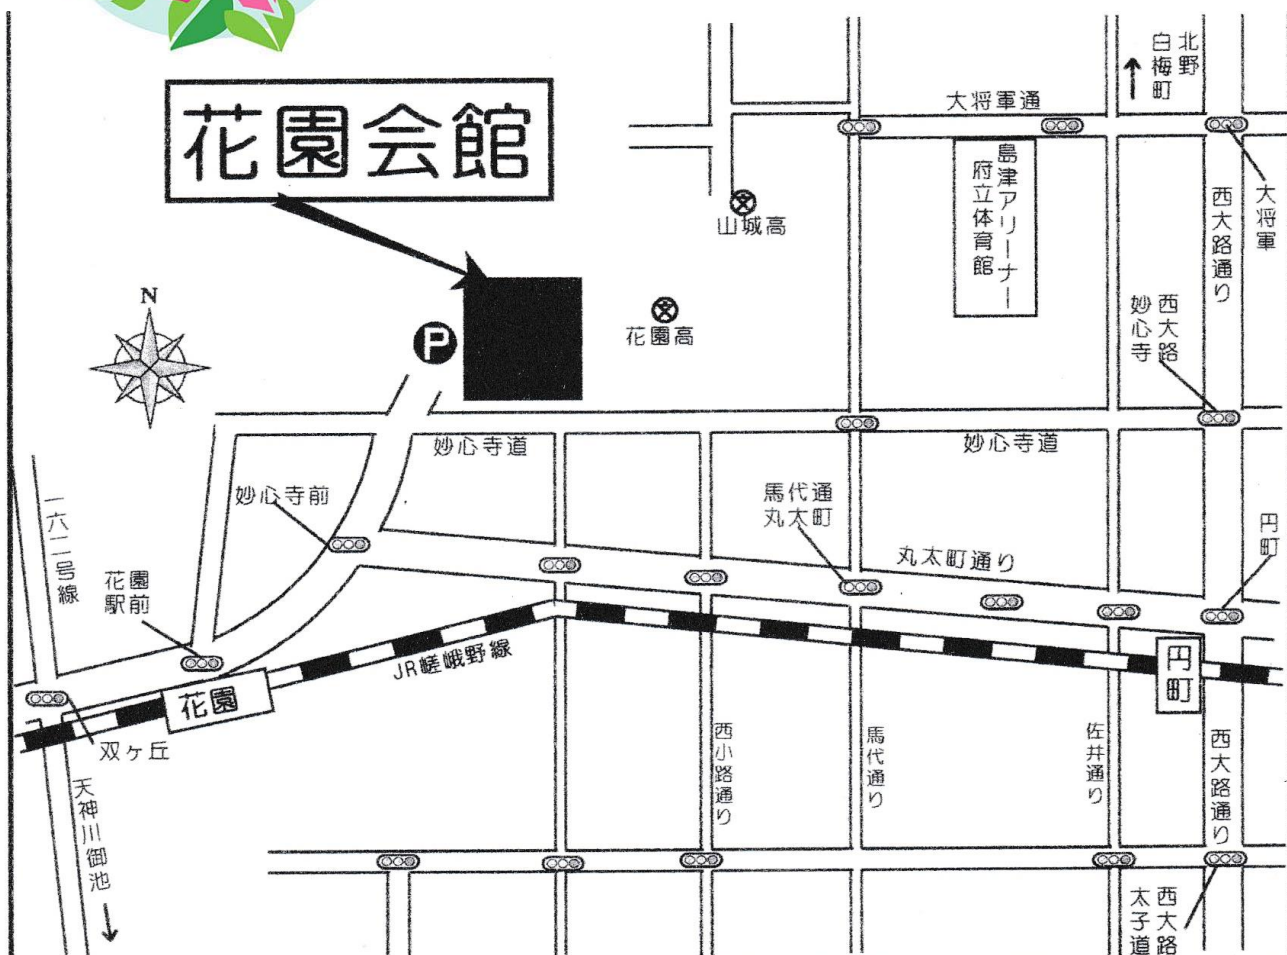 花園会館
北野
白梅町
大将軍通
大将軍
島津アリーナー
府立体育館
西大路通り
山城高
N
花園高
P
西大路
妙心寺
妙心寺道
妙心寺道
妙心寺前
馬代通
丸太町
丸太町通り
円町
一六二号線
花園
駅前
JR嵯峨野線
円町
花園
双ヶ丘
西小路通り
馬代通り
佐井通り
西大路通り
天神川御池
西大路
太子道